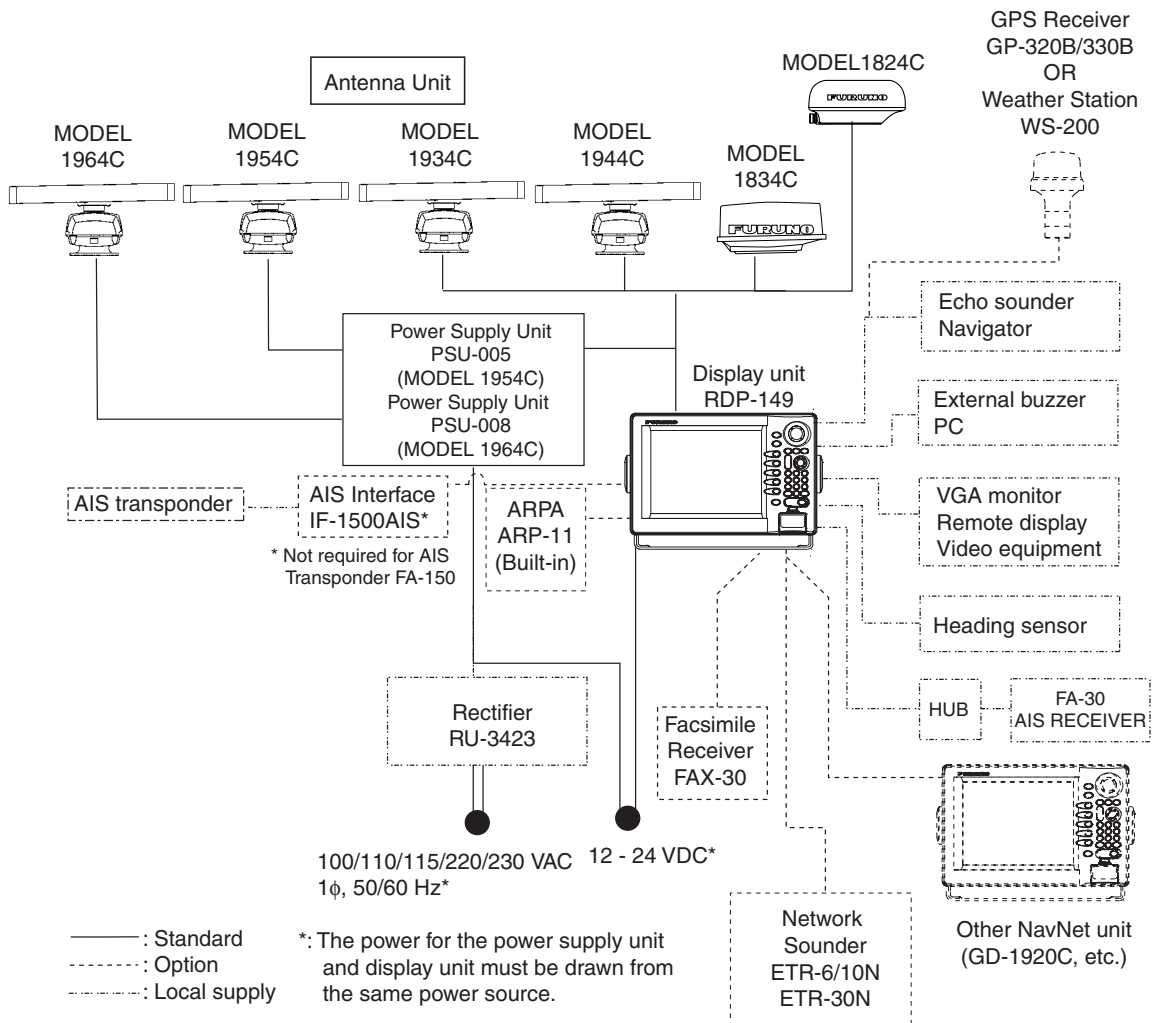 GPS Receiver
GP-320B/330B
OR
Weather Station
WS-200
MODEL1824C
FURUNO
Antenna Unit
MODEL
1964C
MODEL
1954C
MODEL
1934C
MODEL
1944C
MODEL
1834C
FURUNO
Echo sounder
Navigator
Power Supply Unit
PSU-005
(MODEL 1954C)
Power Supply Unit
PSU-008
(MODEL 1964C)
Display unit
RDP-149
FURUNO
External buzzer
PC
AIS transponder
AIS Interface
IF-1500AIS*
* Not required for AIS
Transponder FA-150
ARPA
ARP-11
(Built-in)
VGA monitor
Remote display
Video equipment
Heading sensor
Rectifier
RU-3423
Facsimile
Receiver
FAX-30
HUB
FA-30
AIS RECEIVER
FURUNO
100/110/115/220/230 VAC
1ϕ, 50/60 Hz*
12 - 24 VDC*
Network
Sounder
ETR-6/10N
ETR-30N
Other NavNet unit
(GD-1920C, etc.)
: Standard
: Option
: Local supply
*: The power for the power supply unit
and display unit must be drawn from
the same power source.